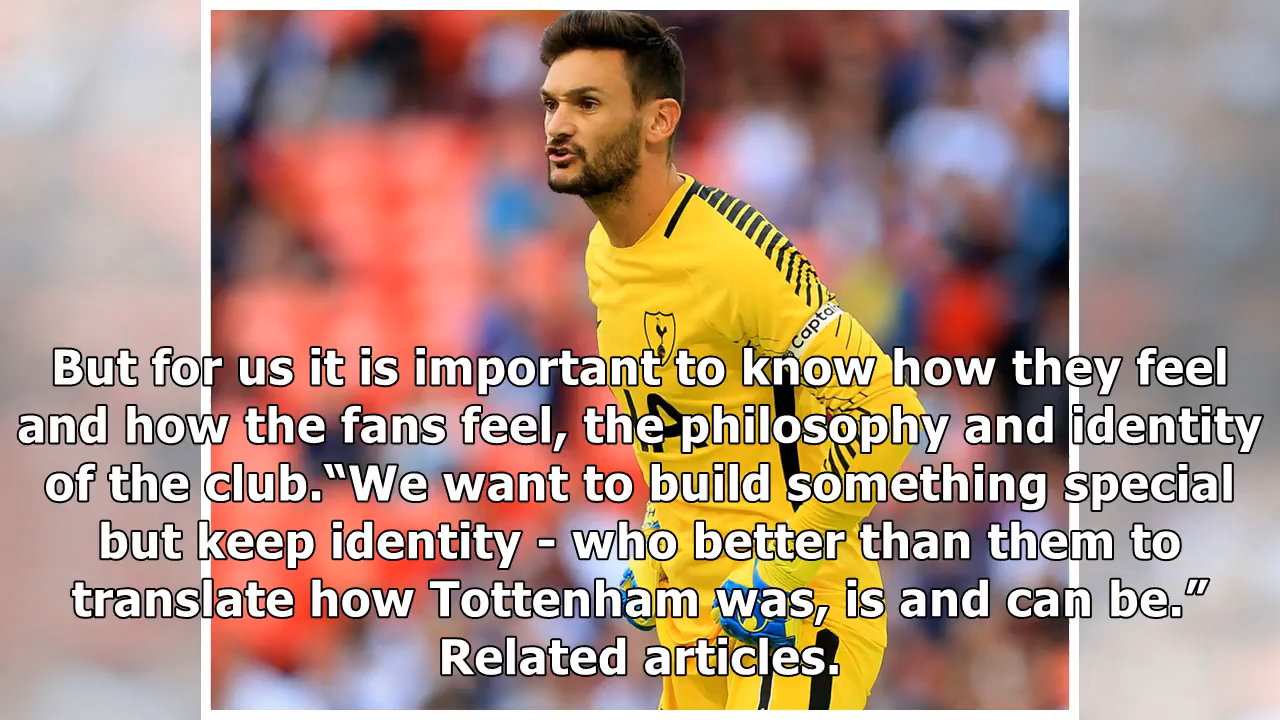 Captain
But for us it is important to know how they feel
and how the fans feel, the philosophy and identity
of the club.“We want to build something special
but keep identity - who better than them to
translate how Tottenham was, is and can be.”
Related articles.